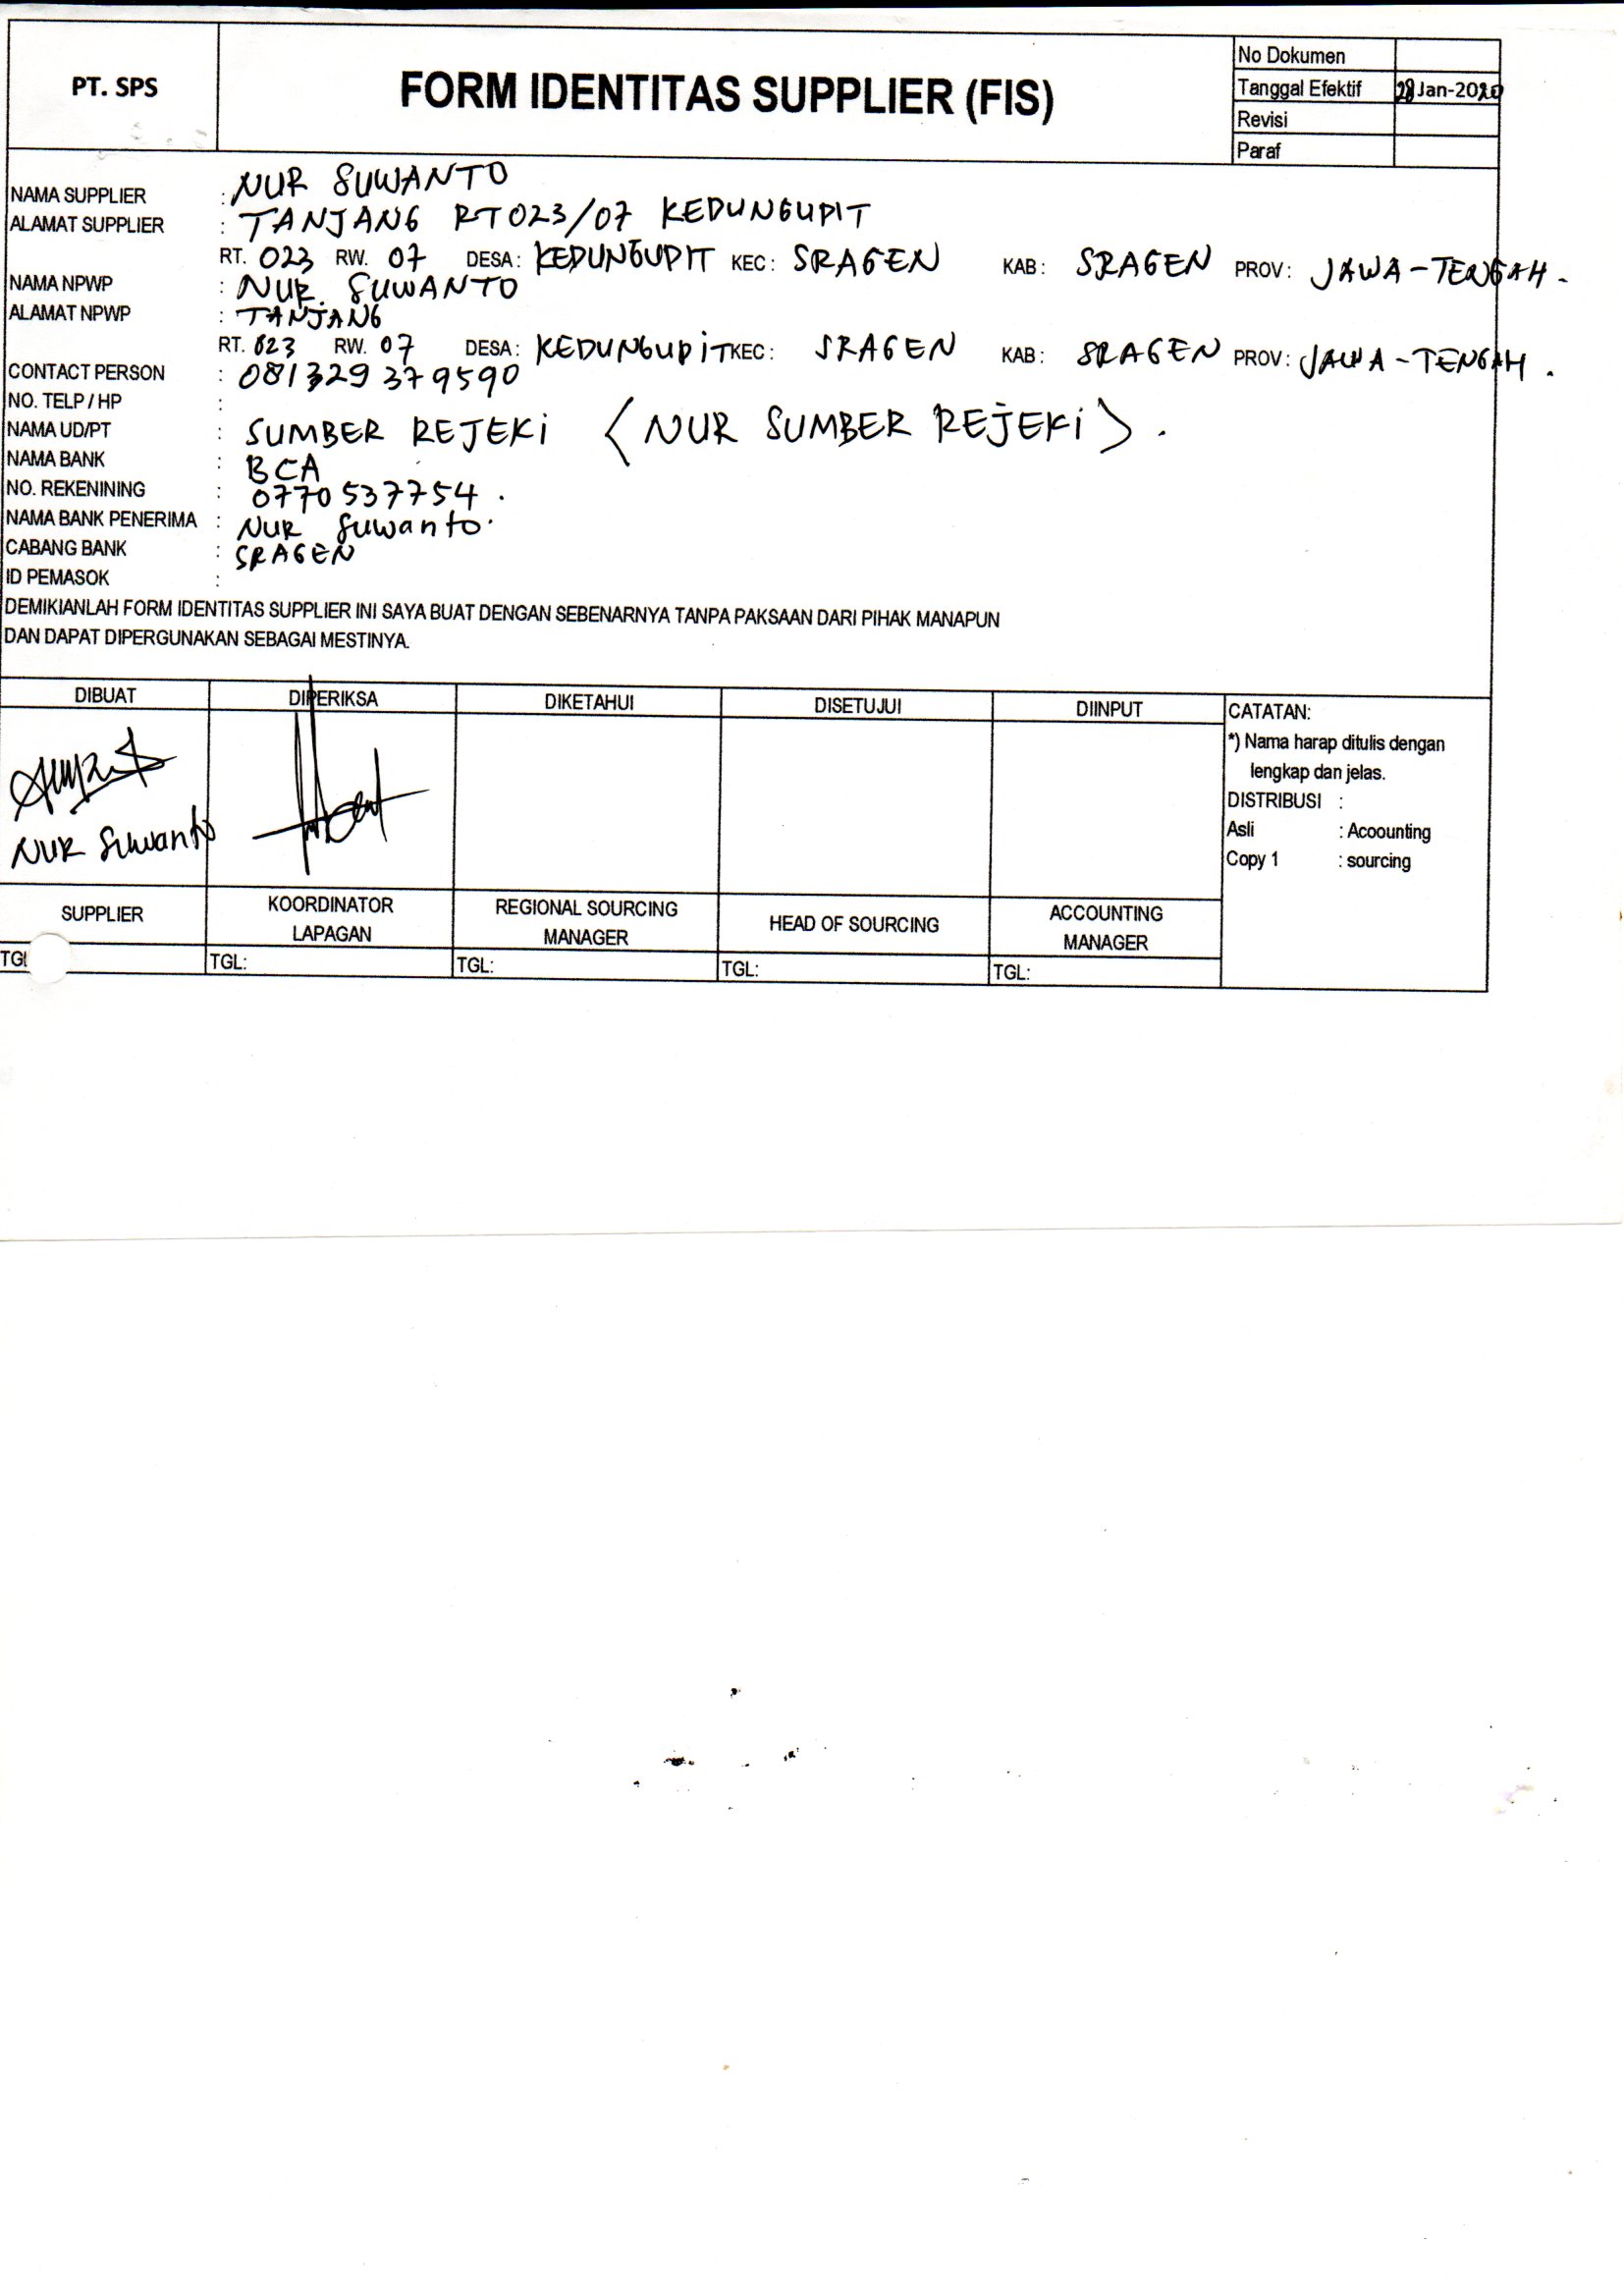 PT. SPS
FORM IDENTITAS SUPPLIER (FIS)
No Dokumen
Tanggal Efektif 28 Jan-2020
Revisi
Paraf
NAMA SUPPLIER : NUR SUWANTO
ALAMAT SUPPLIER : TANJANG RT023/07 KEDUNGUPIT
RT. 023 RW. 07 DESA: KEDUNGUPIT KEC: SRAGEN KAB: SRAGEN PROV: JAWA-TENGAH.
NAMA NPWP : NUR. SUWANTO
ALAMAT NPWP : TANJANG
RT. 023 RW. 07 DESA: KEDUNGUPiT KEC: SRAGEN KAB: SRAGEN PROV: JAWA-TENGAH.
CONTACT PERSON : 081329379590
NO. TELP / HP :
NAMA UD/PT : SUMBER REJEKi <NUR SUMBER REJEKi>.
NAMA BANK : BCA
NO. REKENINING : 0770537754.
NAMA BANK PENERIMA : NUR Suwanto.
CABANG BANK : SRAGEN
ID PEMASOK :
DEMIKIANLAH FORM IDENTITAS SUPPLIER INI SAYA BUAT DENGAN SEBENARNYA TANPA PAKSAAN DARI PIHAK MANAPUN
DAN DAPAT DIPERGUNAKAN SEBAGAI MESTINYA.
DIBUAT DIPERIKSA DIKETAHUI DISETUJUI DIINPUT
NUR Suwanto
SUPPLIER KOORDINATOR LAPAGAN REGIONAL SOURCING MANAGER HEAD OF SOURCING ACCOUNTING MANAGER
TGL TGL: TGL: TGL: TGL:
CATATAN:
*) Nama harap ditulis dengan
lengkap dan jelas.
DISTRIBUSI :
Asli : Acoounting
Copy 1 : sourcing